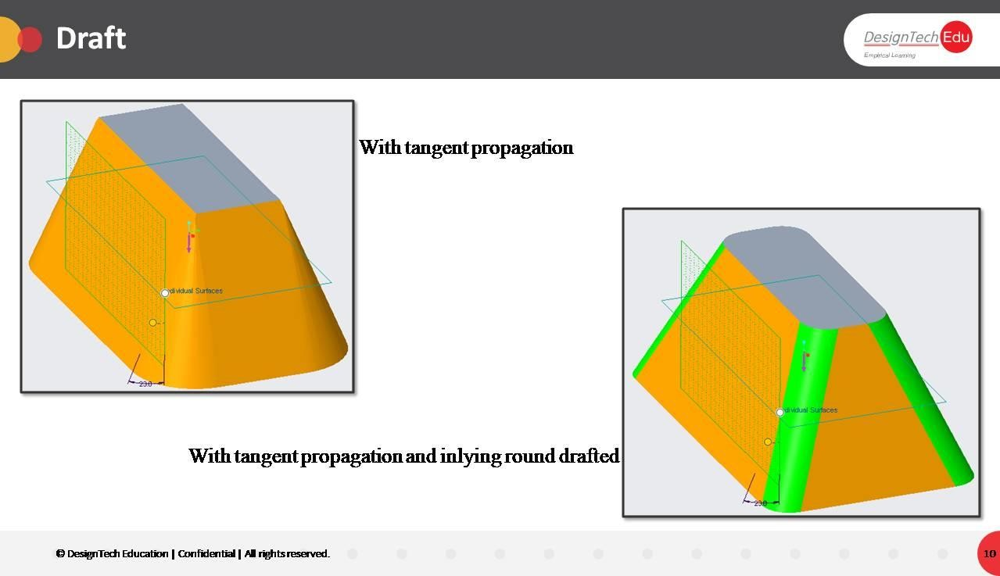 Draft
DesignTech Edu
Empirical Learning
With tangent propagation
dividual Surfaces
23.0
dividual Surfaces
23.0
With tangent propagation and inlying round drafted
© DesignTech Education | Confidential | All rights reserved.
10